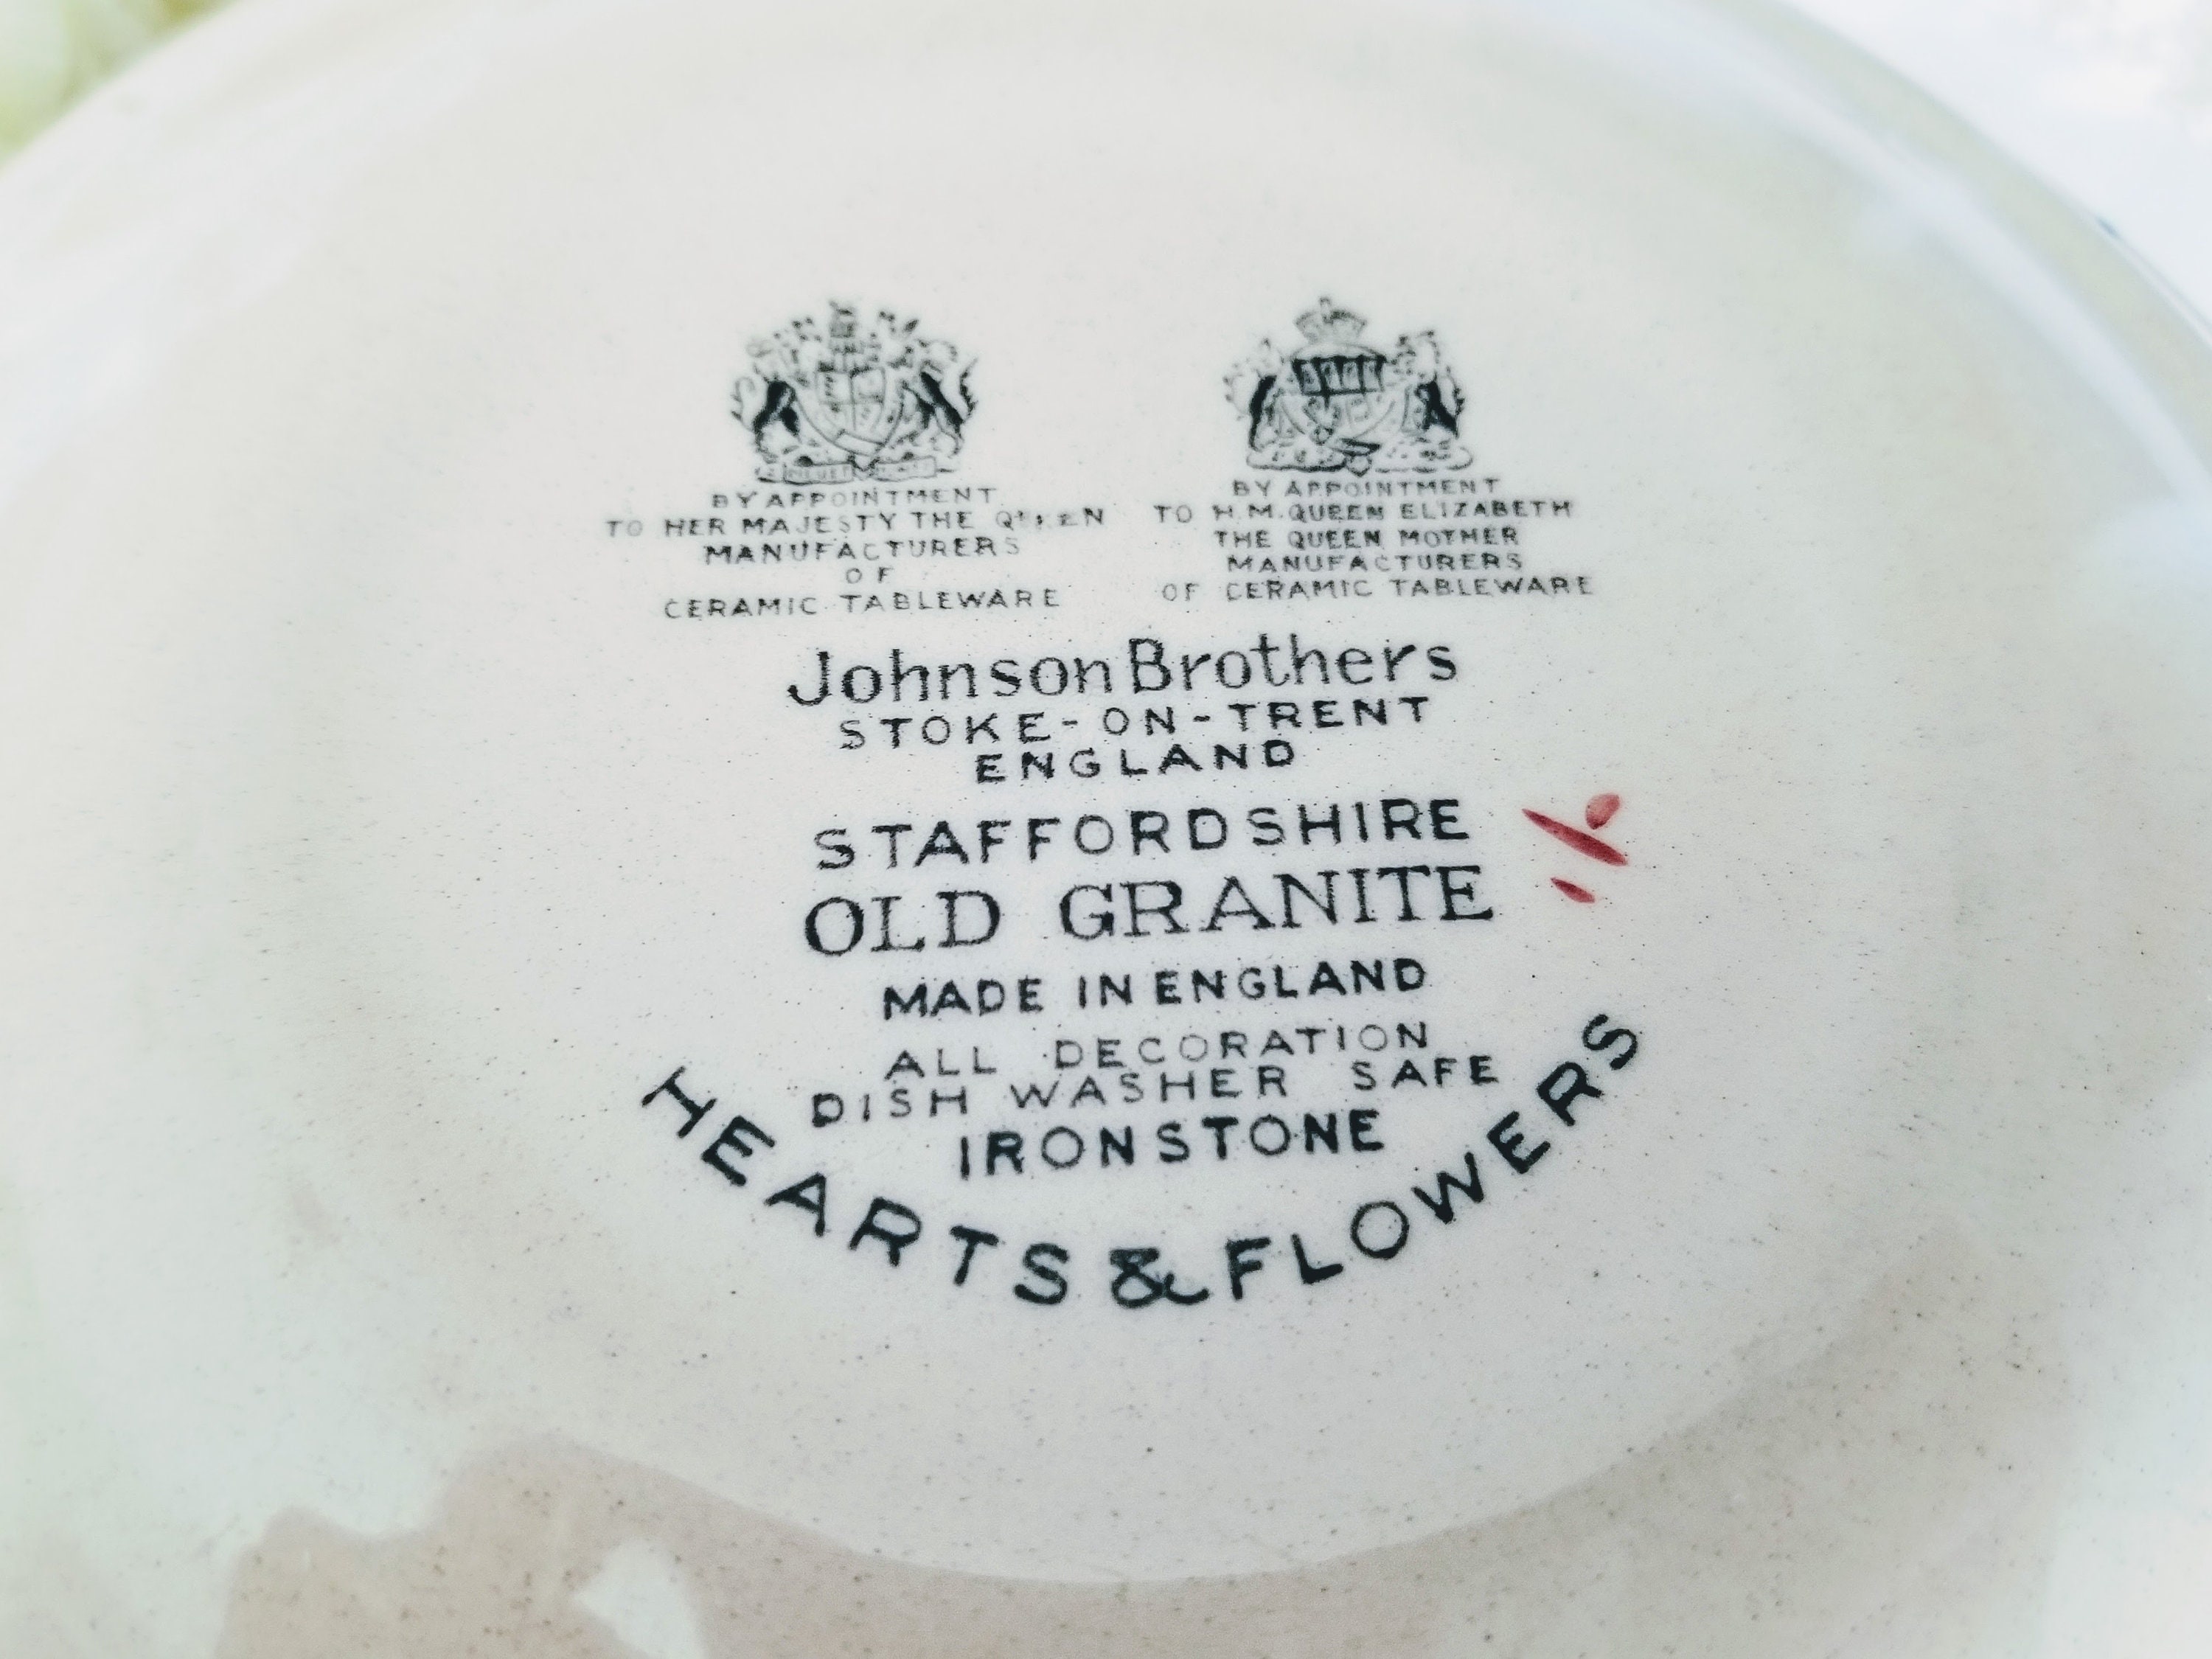 BY APPOINTMENT
TO HER MAJESTY THE QUEEN
MANUFACTURERS
OF
CERAMIC TABLEWARE
BY APPOINTMENT
TO H.M. QUEEN ELIZABETH
THE QUEEN MOTHER
MANUFACTURERS
OF CERAMIC TABLEWARE
Johnson Brothers
STOKE-ON-TRENT
ENGLAND
STAFFORDSHIRE
OLD GRANITE
MADE IN ENGLAND
ALL DECORATION
DISH WASHER SAFE
IRONSTONE
HEARTS & FLOWERS